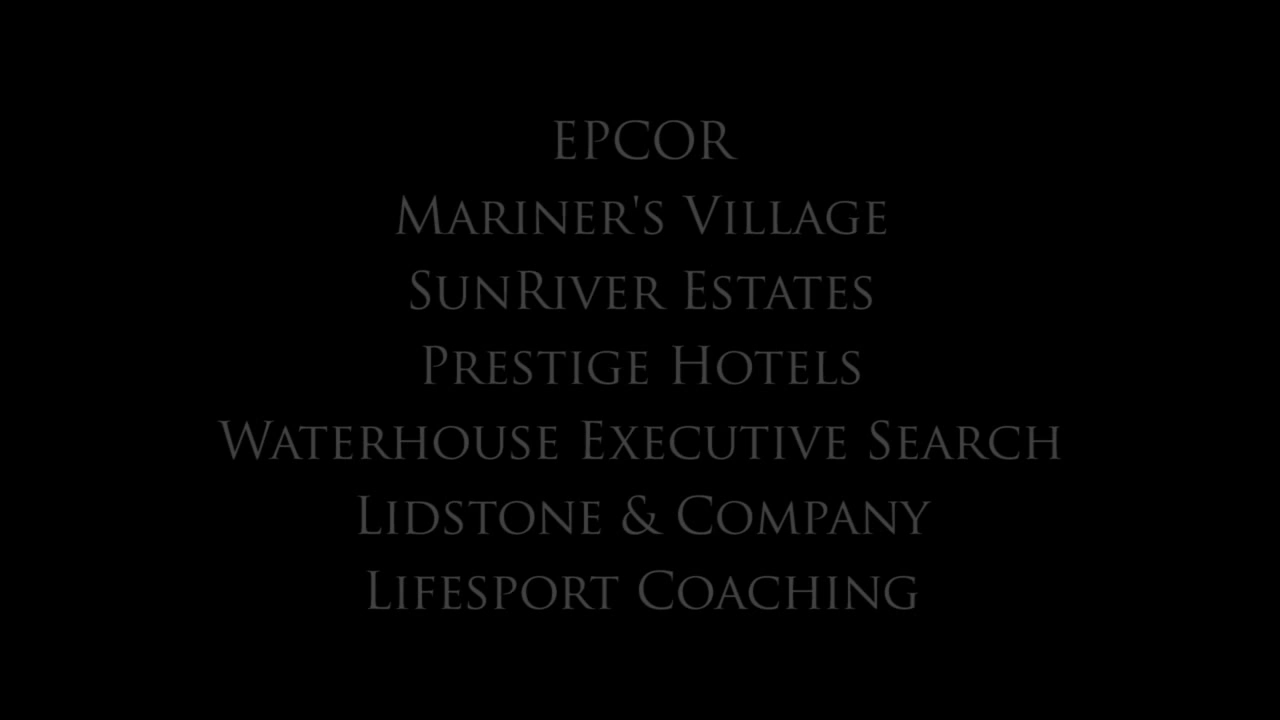 EPCOR
Mariner's Village
SunRiver Estates
Prestige Hotels
Waterhouse Executive Search
Lidstone & Company
Lifesport Coaching